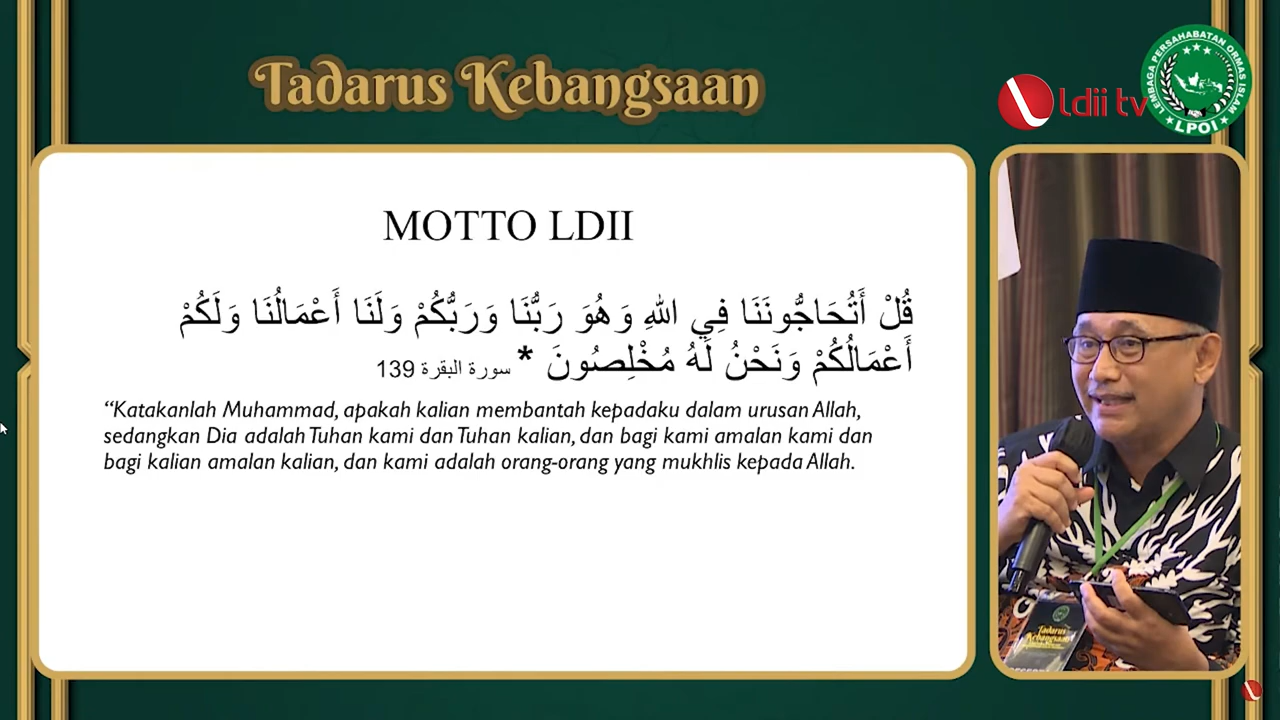 Tadarus Kebangsaan
ldii tv
LEMBAGA PERSAHABATAN ORMAS ISLAM
LPOI
MOTTO LDII
قُلْ أَتُحَاجُّونَنَا فِي اللهِ وَهُوَ رَبُّنَا وَرَبُّكُمْ وَلَنَا أَعْمَالُنَا وَلَكُمْ
أَعْمَالُكُمْ وَنَحْنُ لَهُ مُخْلِصُونَ * سورة البقرة 139
“Katakanlah Muhammad, apakah kalian membantah kepadaku dalam urusan Allah,
sedangkan Dia adalah Tuhan kami dan Tuhan kalian, dan bagi kami amalan kami dan
bagi kalian amalan kalian, dan kami adalah orang-orang yang mukhlis kepada Allah.
Tadarus
Kebangsaan